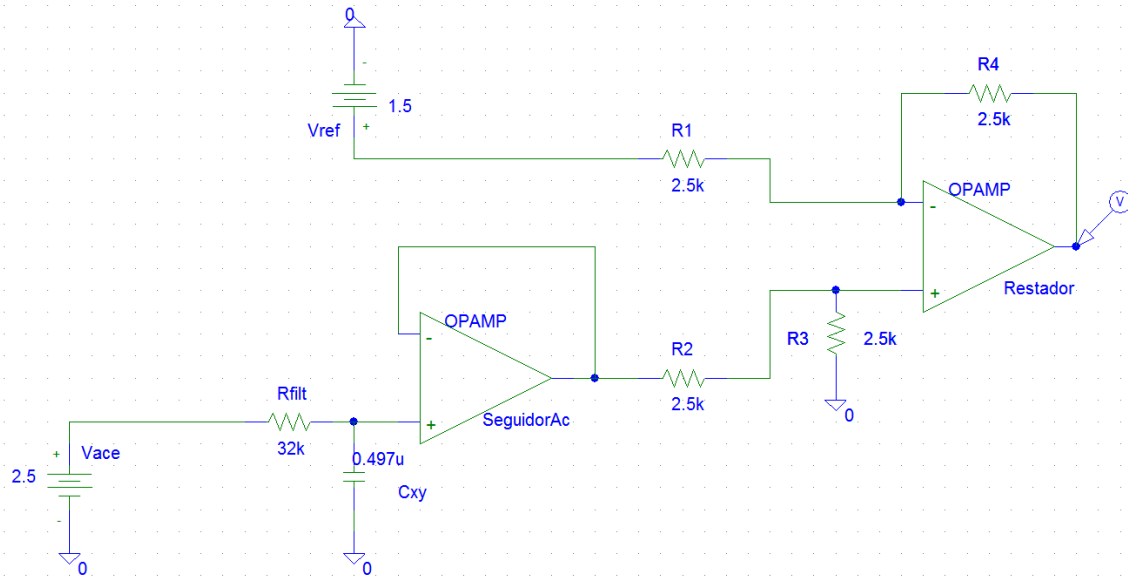 0
-
1.5
Vref
+
R1
2.5k
R4
2.5k
OPAMP
-
+
Restador
V
OPAMP
-
+
SeguidorAc
R2
2.5k
R3
2.5k
0
Rfilt
32k
0.497u
Cxy
0
+
Vace
2.5
-
0